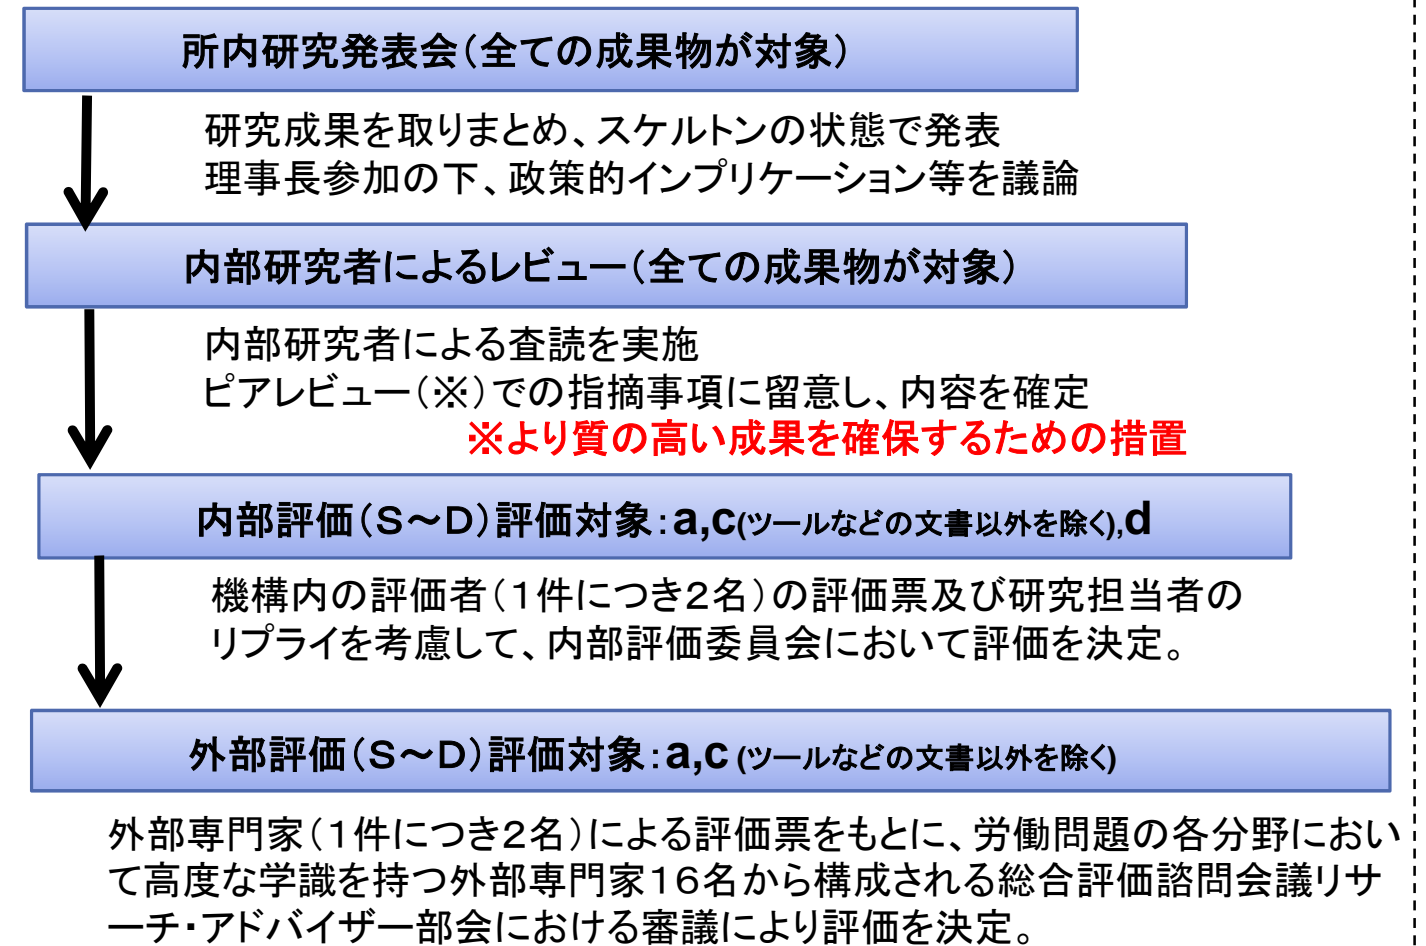 所内研究発表会（全ての成果物が対象）
研究成果を取りまとめ、スケルトンの状態で発表
理事長参加の下、政策的インプリケーション等を議論
内部研究者によるレビュー（全ての成果物が対象）
内部研究者による査読を実施
ピアレビュー（※）での指摘事項に留意し、内容を確定
※より質の高い成果を確保するための措置
内部評価（Ｓ～Ｄ）評価対象：a,c(ツールなどの文書以外を除く),d
機構内の評価者（１件につき２名）の評価票及び研究担当者の
リプライを考慮して、内部評価委員会において評価を決定。
外部評価（Ｓ～Ｄ）評価対象：a,c (ツールなどの文書以外を除く)
外部専門家（１件につき２名）による評価票をもとに、労働問題の各分野におい
て高度な学識を持つ外部専門家１６名から構成される総合評価諮問会議リサ
ーチ・アドバイザー部会における審議により評価を決定。